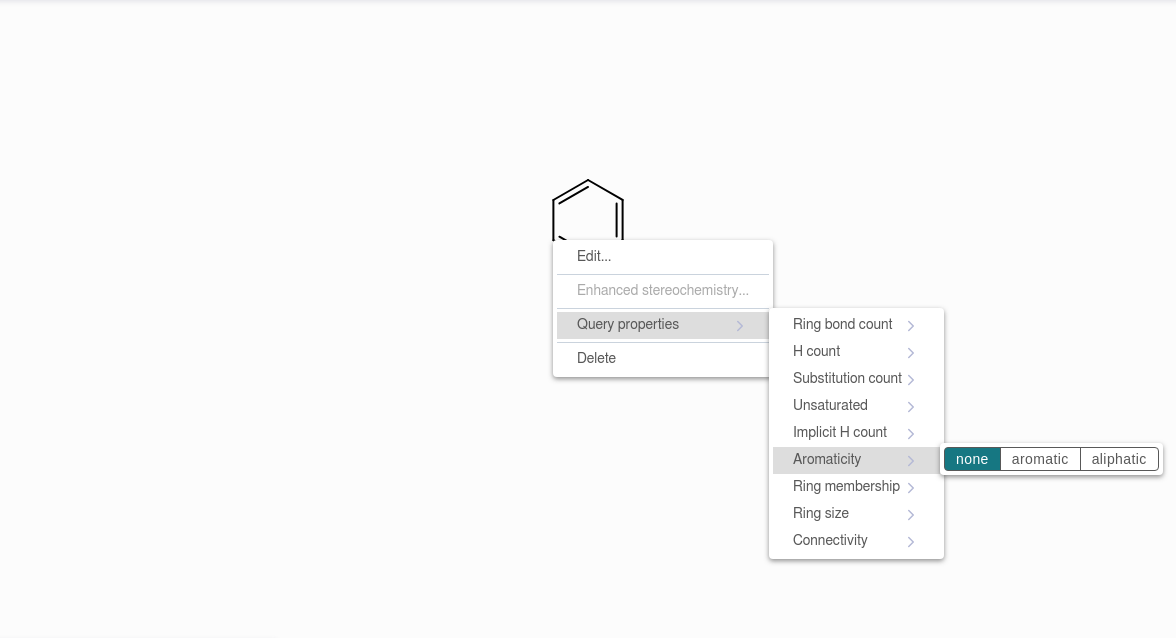 Edit...
Enhanced stereochemistry...
Query properties
Delete
Ring bond count
H count
Substitution count
Unsaturated
Implicit H count
Aromaticity
none aromatic aliphatic
Ring membership
Ring size
Connectivity